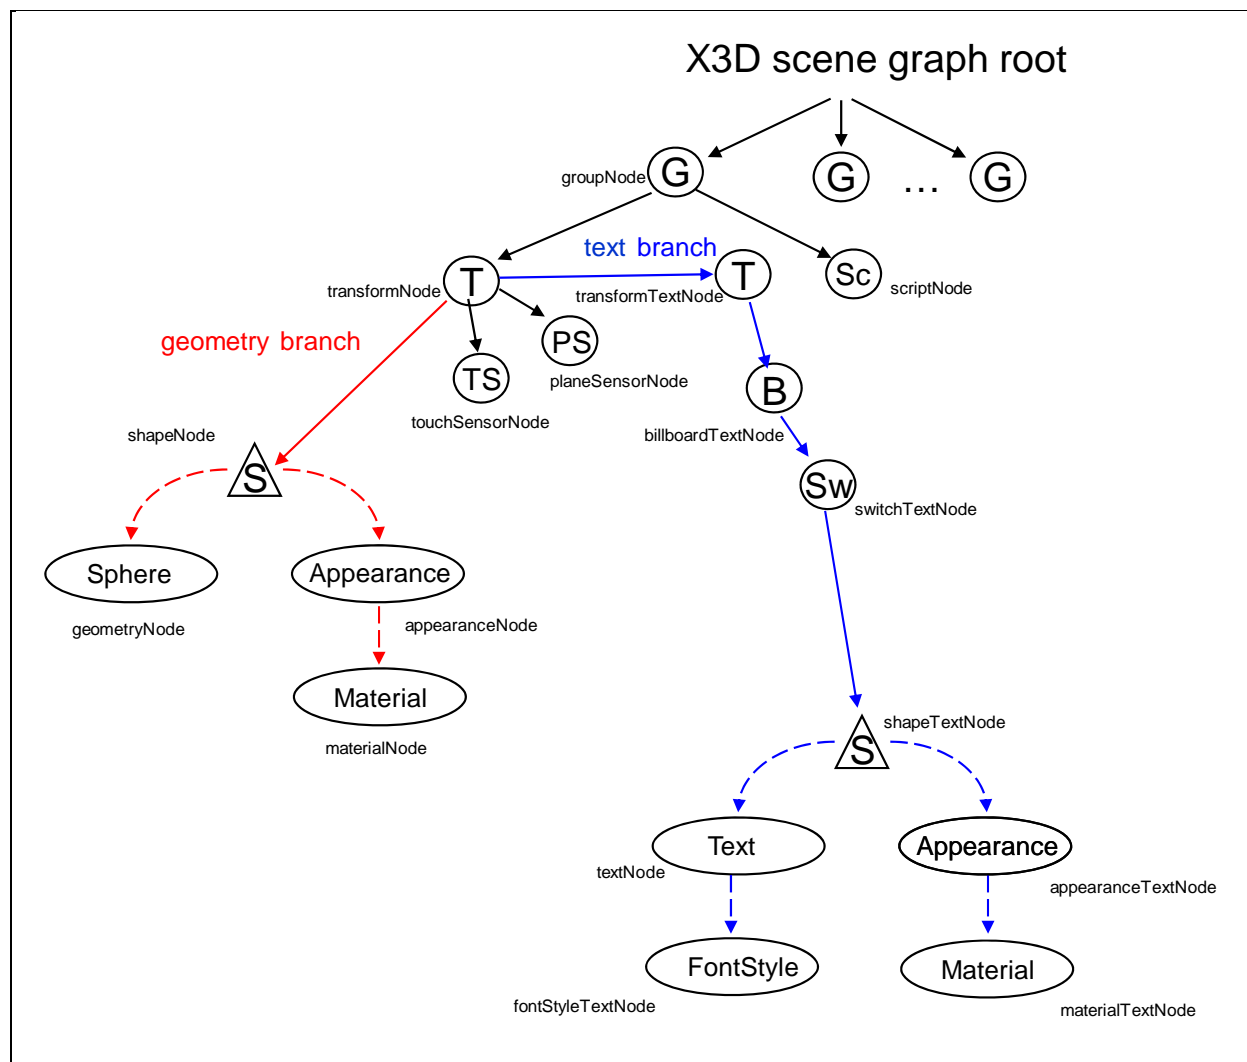 X3D scene graph root
G
G
...
G
groupNode
text branch
T
T
Sc
transformNode
transformTextNode
scriptNode
geometry branch
PS
TS
planeSensorNode
B
touchSensorNode
billboardTextNode
shapeNode
S
Sw
switchTextNode
Sphere
Appearance
geometryNode
appearanceNode
Material
materialNode
shapeTextNode
S
Text
Appearance
textNode
appearanceTextNode
FontStyle
Material
fontStyleTextNode
materialTextNode